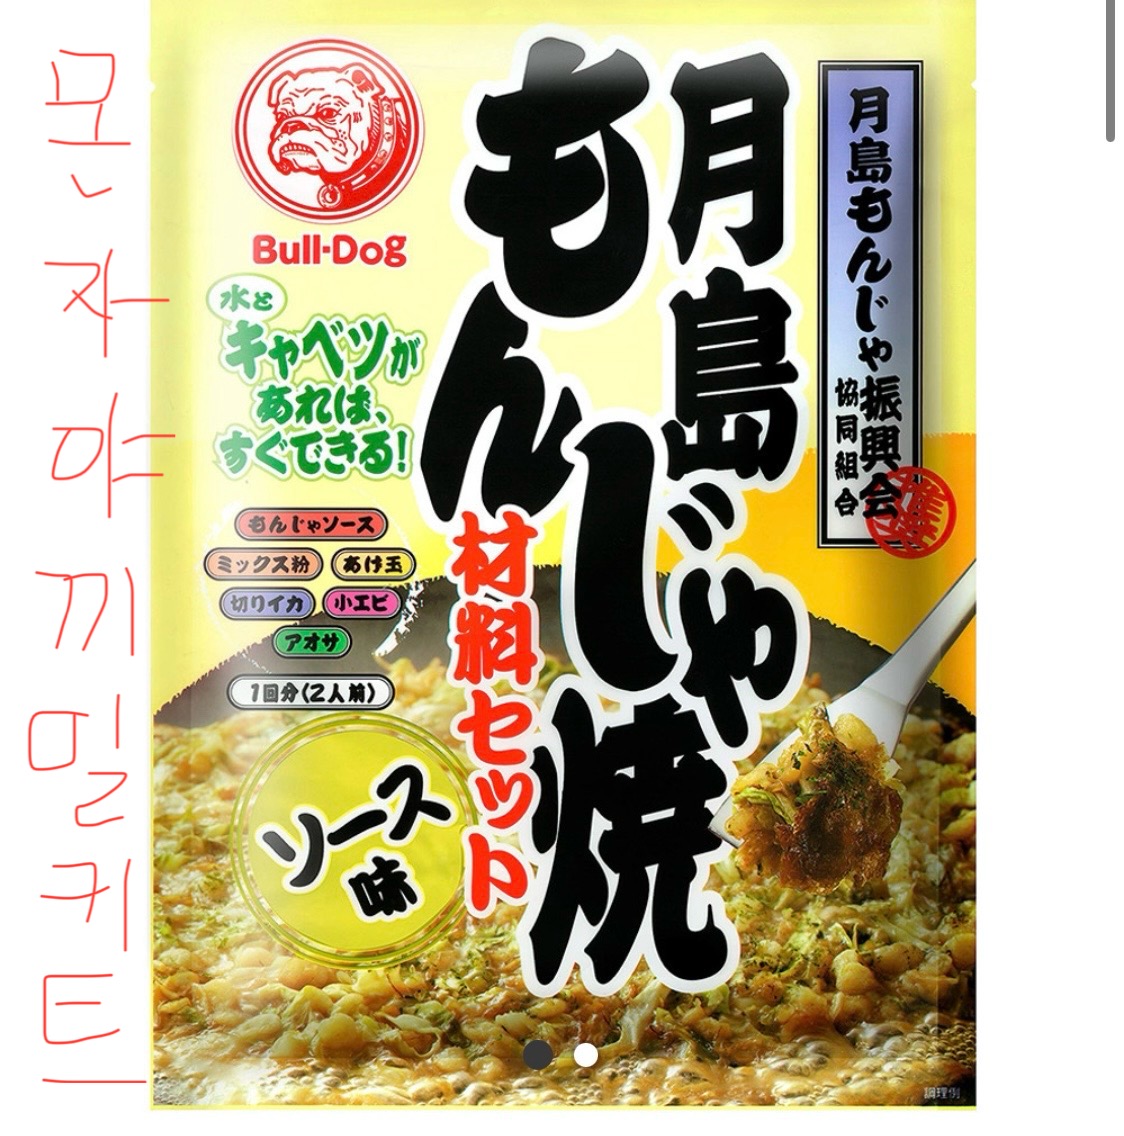 몬자야끼밀키트
Bull-Dog
水と
キャベツが
あれば、
すぐできる!
もんじゃソース
ミックス粉
あげ玉
切りイカ
小エビ
アオサ
1回分(2人前)
ソース
味
月島
もんじゃ焼
材料セット
月島もんじゃ振興会
協同組合
調理例